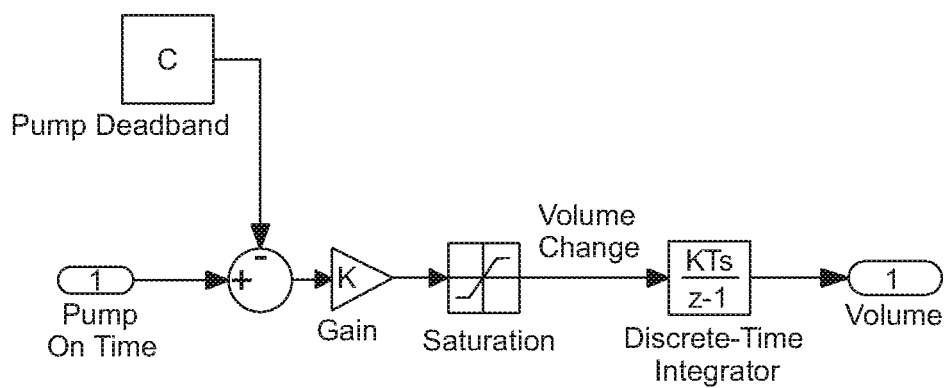 C
Pump Deadband
-
+
1
Pump
On Time
K
Gain
Saturation
Volume
Change
KTs
z-1
Discrete-Time
Integrator
1
Volume